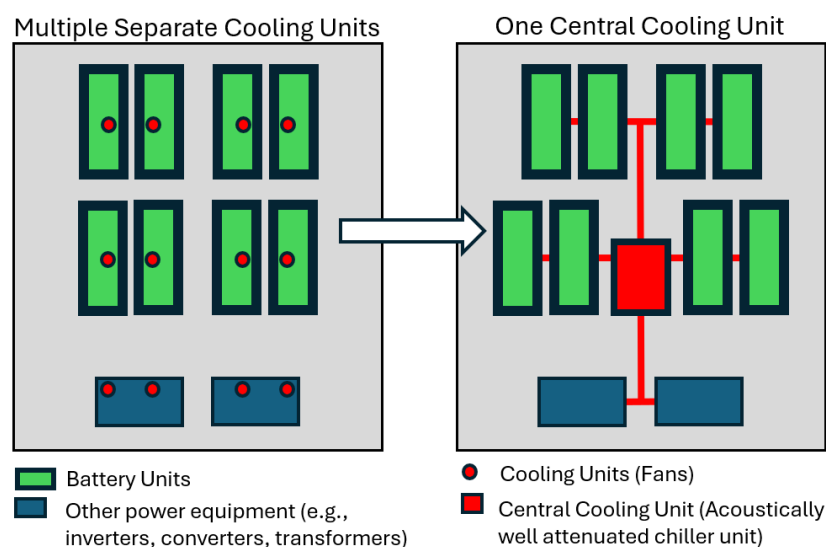 Multiple Separate Cooling Units
One Central Cooling Unit
Battery Units
Other power equipment (e.g.,
inverters, converters, transformers)
Cooling Units (Fans)
Central Cooling Unit (Acoustically
well attenuated chiller unit)